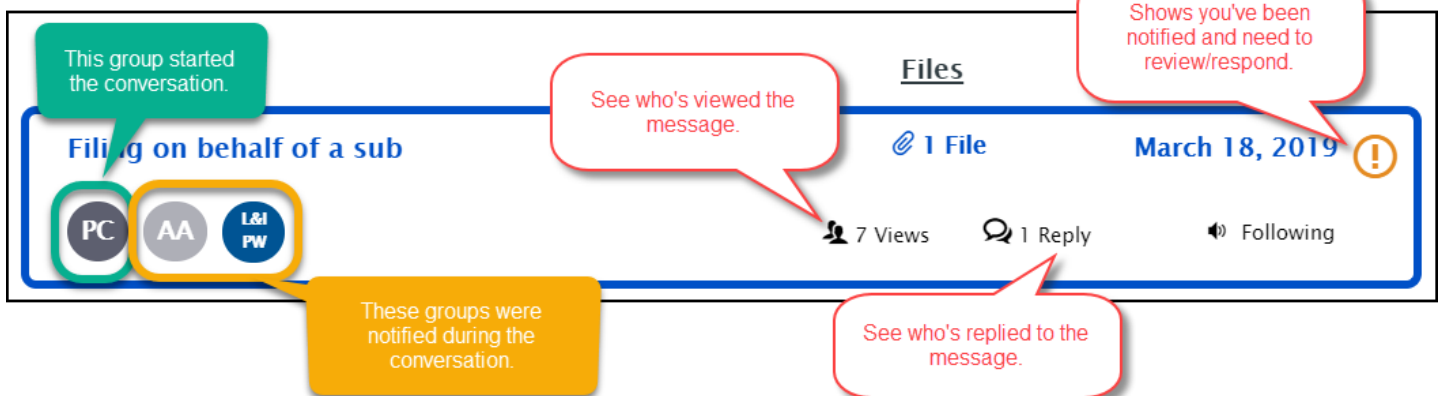 Shows you've been
notified and need to
review/respond.
This group started
the conversation.
Files
See who's viewed the
message.
Filing on behalf of a sub
1 File
March 18, 2019
PC
AA
L&I
PW
7 Views
1 Reply
Following
These groups were
notified during the
conversation.
See who's replied to the
message.